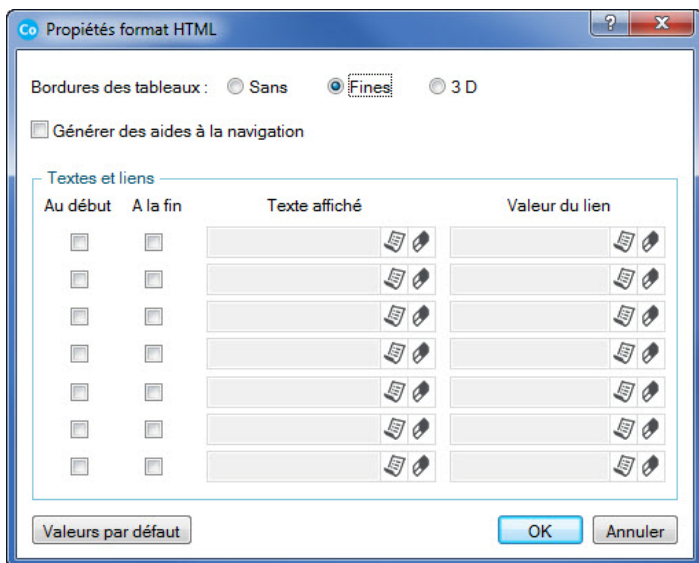 Co Propiétés format HTML
?
X
Bordures des tableaux : Sans Fines 3 D
Générer des aides à la navigation
Textes et liens
Au début A la fin Texte affiché Valeur du lien
Valeurs par défaut OK Annuler